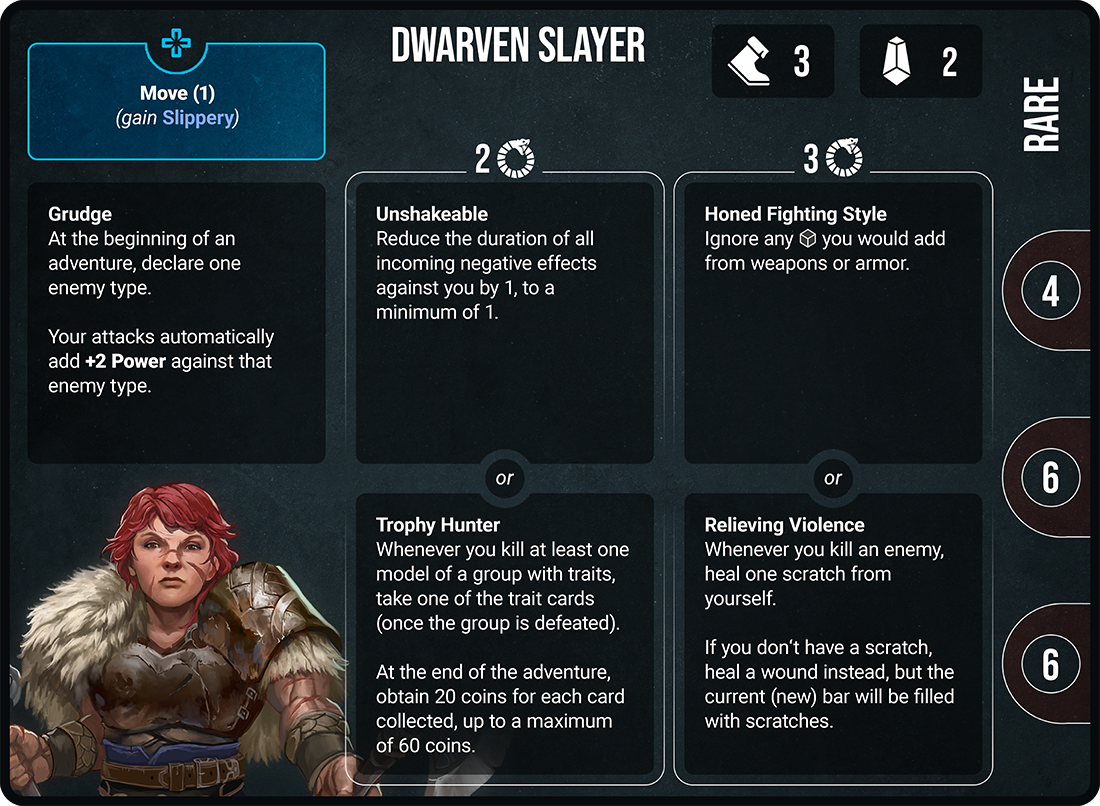 DWARVEN SLAYER
3
2
RARE
Move (1)
(gain Slippery)
Grudge
At the beginning of an
adventure, declare one
enemy type.
Your attacks automatically
add +2 Power against that
enemy type.
2
Unshakeable
Reduce the duration of all
incoming negative effects
against you by 1, to a
minimum of 1.
or
Trophy Hunter
Whenever you kill at least one
model of a group with traits,
take one of the trait cards
(once the group is defeated).
At the end of the adventure,
obtain 20 coins for each card
collected, up to a maximum
of 60 coins.
3
Honed Fighting Style
Ignore any you would add
from weapons or armor.
or
Relieving Violence
Whenever you kill an enemy,
heal one scratch from
yourself.
If you don't have a scratch,
heal a wound instead, but the
current (new) bar will be filled
with scratches.
4
6
6